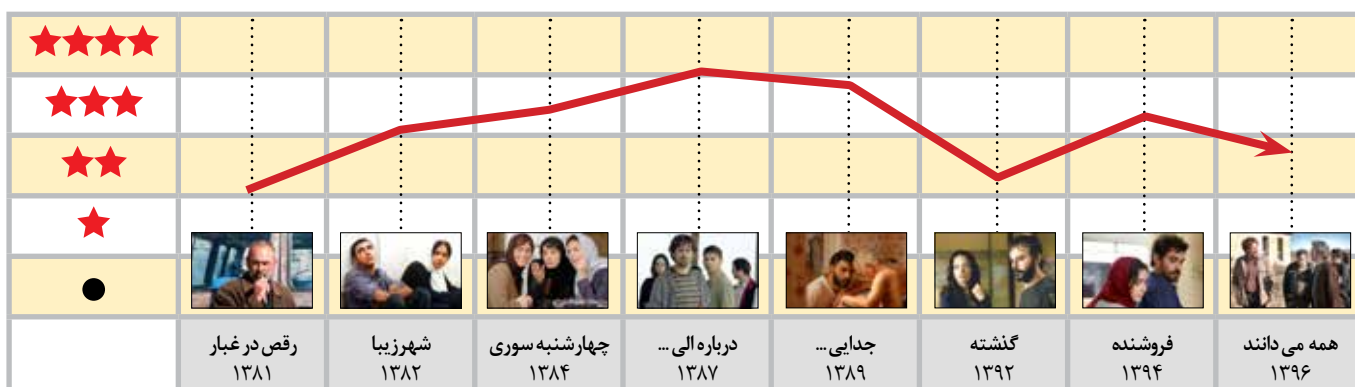 رقص در غبار
۱۳۸۱
شهر زیبا
۱۳۸۲
چهارشنبه سوری
۱۳۸۴
درباره الی ...
۱۳۸۷
جدایی ...
۱۳۸۹
گذشته
۱۳۹۲
فروشنده
۱۳۹۴
همه می دانند
۱۳۹۶